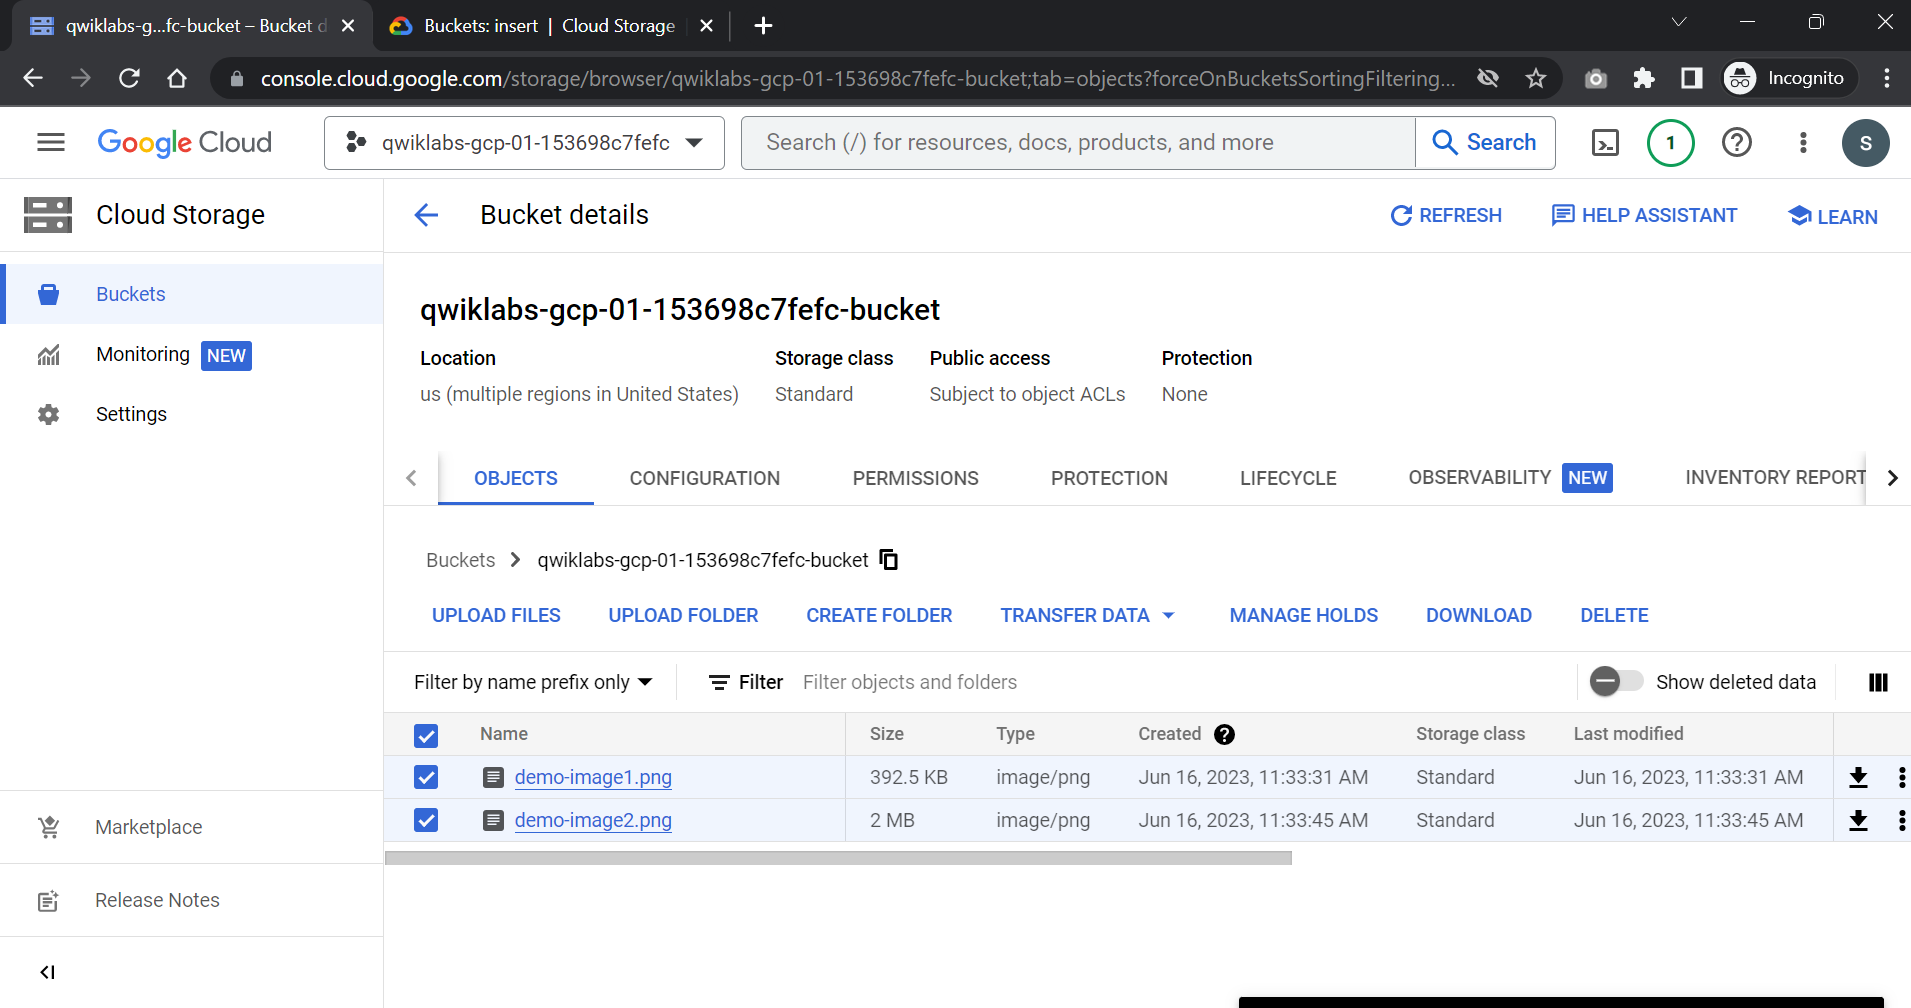 qwiklabs-g...fc-bucket – Bucket d
Buckets: insert | Cloud Storage
console.cloud.google.com/storage/browser/qwiklabs-gcp-01-153698c7fefc-bucket;tab=objects?forceOnBucketsSortingFiltering...
Incognito
Google Cloud
qwiklabs-gcp-01-153698c7fefc
Search (/) for resources, docs, products, and more
Search
1
S
Cloud Storage
Bucket details
REFRESH
HELP ASSISTANT
LEARN
Buckets
Monitoring NEW
Settings
Marketplace
Release Notes
qwiklabs-gcp-01-153698c7fefc-bucket
Location Storage class Public access Protection
us (multiple regions in United States) Standard Subject to object ACLs None
OBJECTS CONFIGURATION PERMISSIONS PROTECTION LIFECYCLE OBSERVABILITY NEW INVENTORY REPORT
Buckets > qwiklabs-gcp-01-153698c7fefc-bucket
UPLOAD FILES UPLOAD FOLDER CREATE FOLDER TRANSFER DATA MANAGE HOLDS DOWNLOAD DELETE
Filter by name prefix only Filter Filter objects and folders Show deleted data
Name Size Type Created Storage class Last modified
demo-image1.png 392.5 KB image/png Jun 16, 2023, 11:33:31 AM Standard Jun 16, 2023, 11:33:31 AM
demo-image2.png 2 MB image/png Jun 16, 2023, 11:33:45 AM Standard Jun 16, 2023, 11:33:45 AM